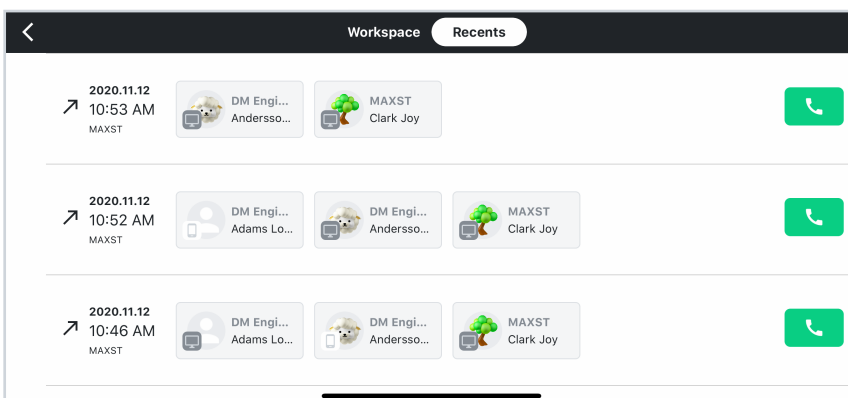 Workspace Recents
2020.11.12
10:53 AM
MAXST
DM Engi...
Andersso...
MAXST
Clark Joy
2020.11.12
10:52 AM
MAXST
DM Engi...
Adams Lo...
DM Engi...
Andersso...
MAXST
Clark Joy
2020.11.12
10:46 AM
MAXST
DM Engi...
Adams Lo...
DM Engi...
Andersso...
MAXST
Clark Joy